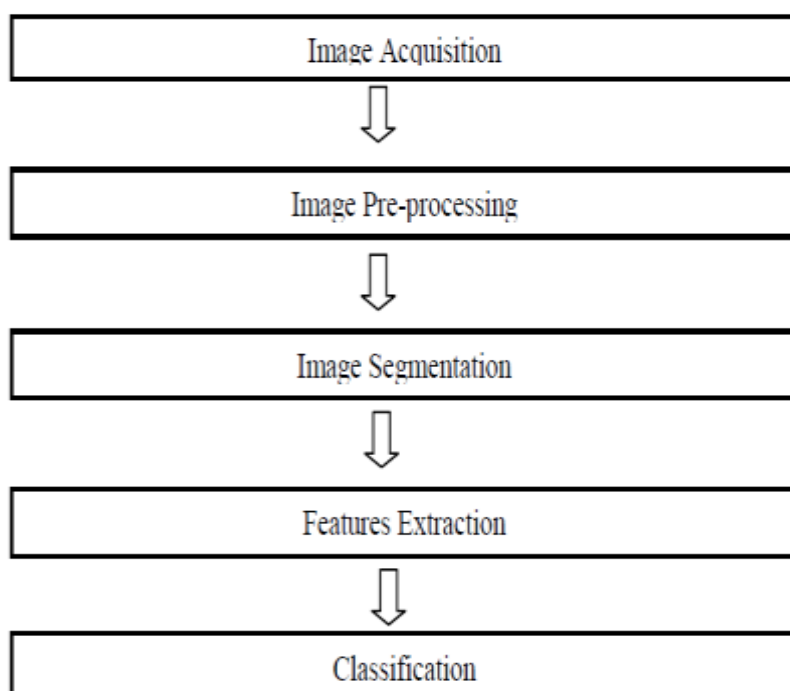 Image Acquisition
Image Pre-processing
Image Segmentation
Features Extraction
Classification